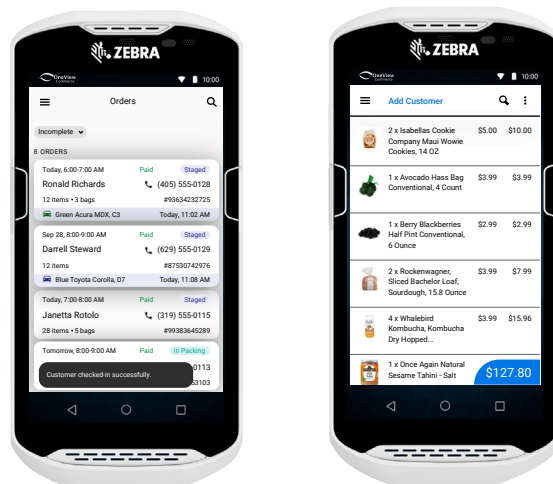 ZEBRA
OneView
Commerce
10:00
Orders
Incomplete
8 ORDERS
Today, 6:00-7:00 AM Paid Staged
Ronald Richards (405) 555-0128
12 items • 3 bags #93634232725
Green Acura MDX, C3 Today, 11:02 AM
Sep 28, 8:00-9:00 AM Paid Staged
Darrell Steward (629) 555-0129
12 items #87530742976
Blue Toyota Corolla, D7 Today, 11:08 AM
Today, 7:00-8:00 AM Paid Staged
Janetta Rotolo (319) 555-0115
28 items • 5 bags #99383645289
Tomorrow, 8:00-9:00 AM Paid In Packing
-0113
Customer checked-in successfully.
53103
ZEBRA
OneView
Commerce
10:00
Add Customer
2 x Isabellas Cookie $5.00 $10.00
Company Maui Wowie
Cookies, 14 OZ
1 x Avocado Hass Bag $3.99 $3.99
Conventional, 4 Count
1 x Berry Blackberries $2.99 $2.99
Half Pint Conventional,
6 Ounce
2 x Rockenwagner, $3.99 $7.99
Sliced Bachelor Loaf,
Sourdough, 15.8 Ounce
4 x Whalebird $3.99 $15.96
Kombucha, Kombucha
Dry Hopped...
1 x Once Again Natural
Sesame Tahini - Salt
$127.80